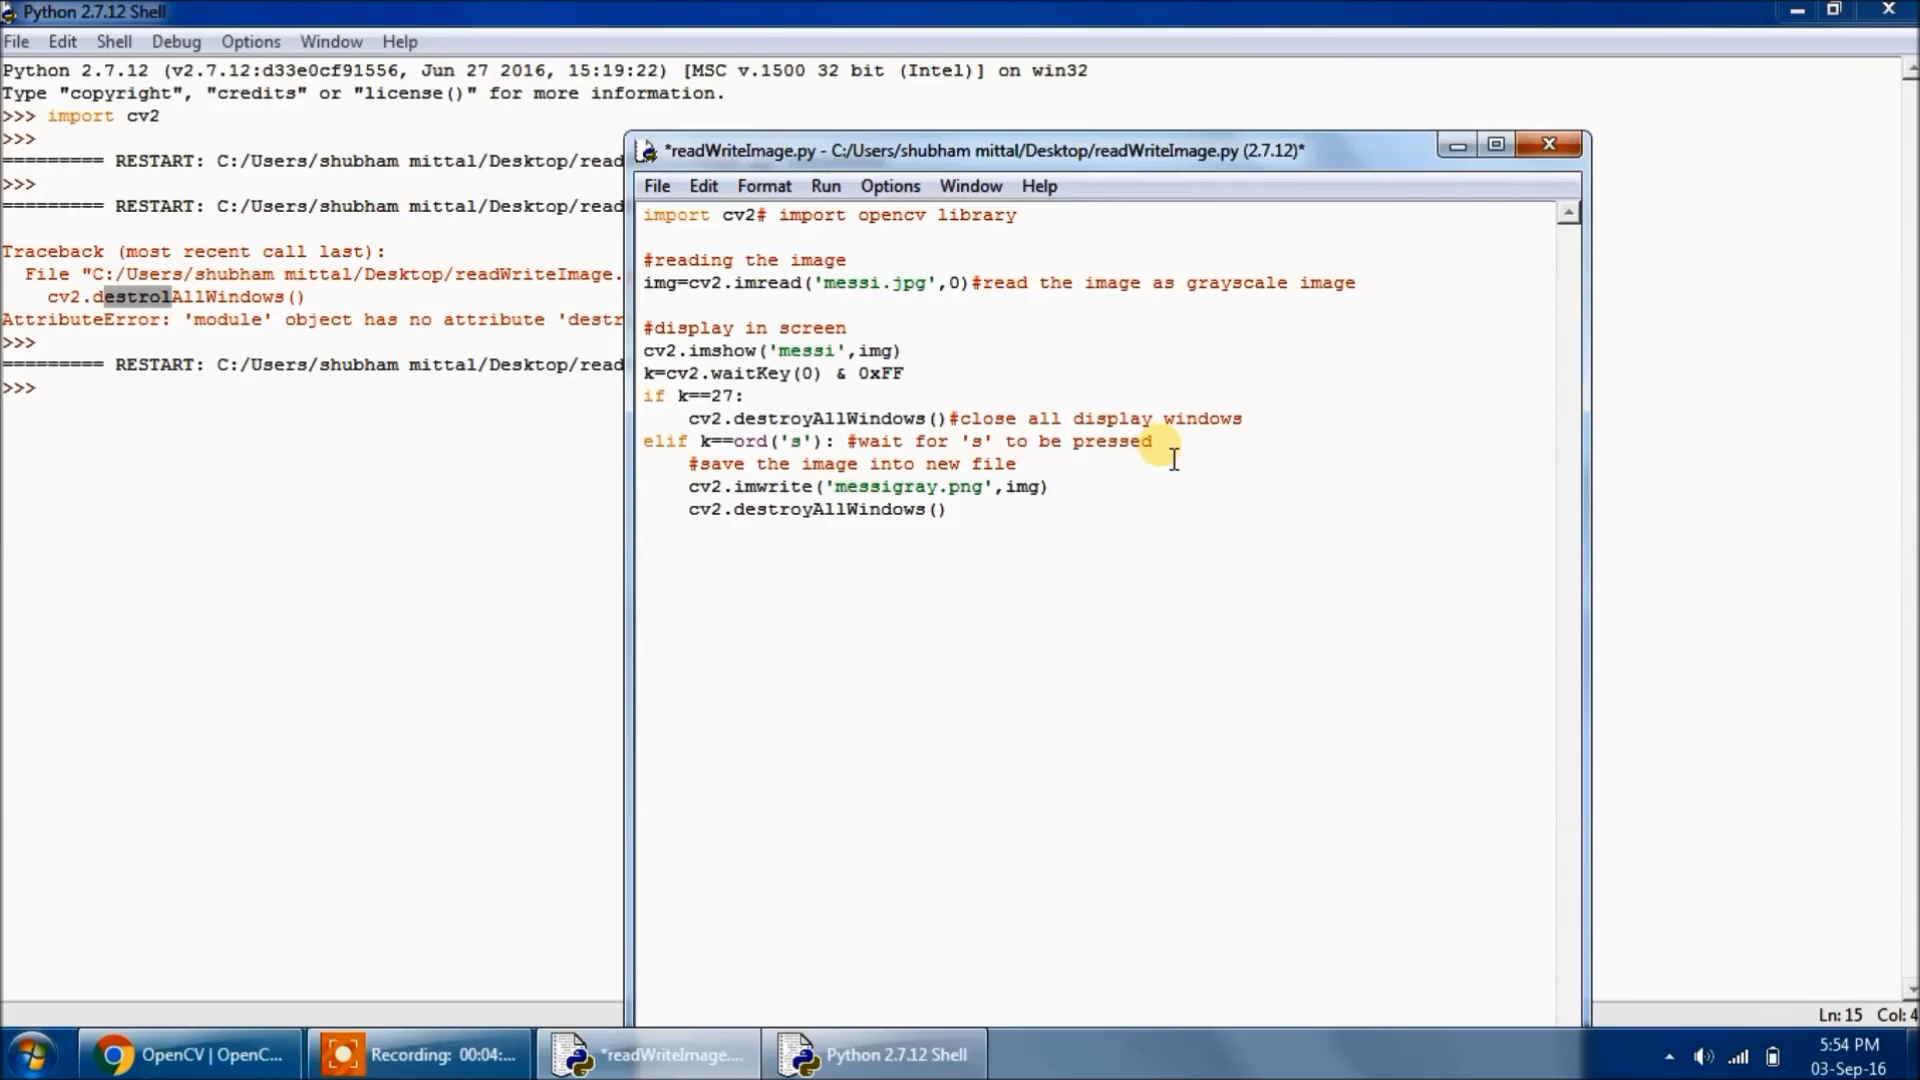 Python 2.7.12 Shell
File Edit Shell Debug Options Window Help
Python 2.7.12 (v2.7.12:d33e0cf91556, Jun 27 2016, 15:19:22) [MSC v.1500 32 bit (Intel)] on win32
Type "copyright", "credits" or "license()" for more information.
>>> import cv2
>>>
========= RESTART: C:/Users/shubham mittal/Desktop/read
>>>
========= RESTART: C:/Users/shubham mittal/Desktop/read
Traceback (most recent call last):
File "C:/Users/shubham mittal/Desktop/readWriteImage.
cv2.destrolAllWindows()
AttributeError: 'module' object has no attribute 'destr
>>>
========= RESTART: C:/Users/shubham mittal/Desktop/read
>>>
*readWriteImage.py - C:/Users/shubham mittal/Desktop/readWriteImage.py (2.7.12)*
File Edit Format Run Options Window Help
import cv2# import opencv library
#reading the image
img=cv2.imread('messi.jpg',0)#read the image as grayscale image
#display in screen
cv2.imshow('messi',img)
k=cv2.waitKey(0) & 0xFF
if k==27:
cv2.destroyAllWindows()#close all display windows
elif k==ord('s'): #wait for 's' to be pressed
#save the image into new file
cv2.imwrite('messigray.png',img)
cv2.destroyAllWindows()
Ln: 15 Col: 4
OpenCV | OpenC...
Recording: 00:04:...
*readWriteImage....
Python 2.7.12 Shell
5:54 PM
03-Sep-16